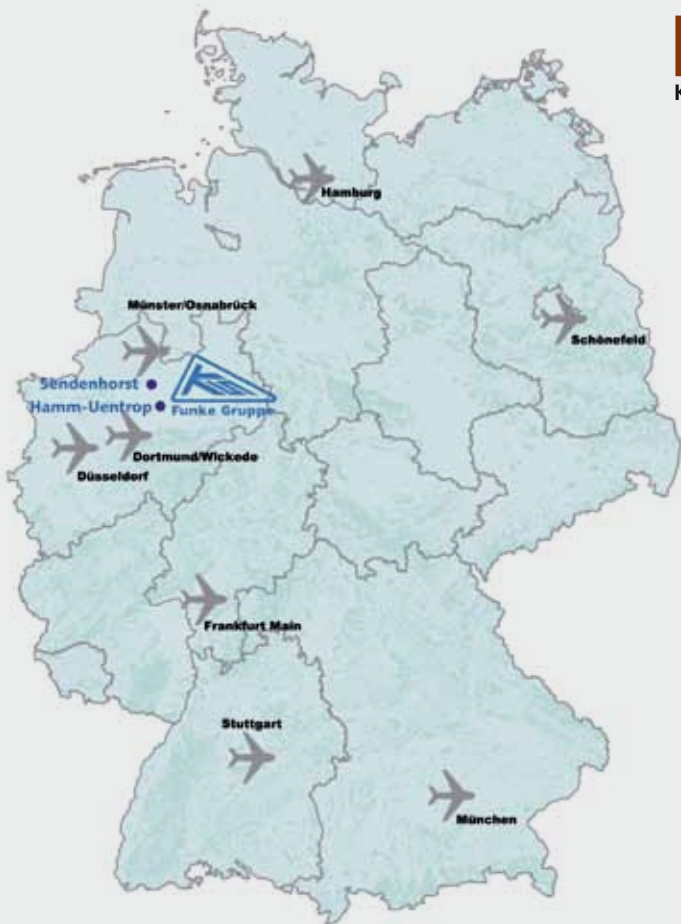 K
Hamburg
Münster/Osnabrück
Schönefeld
Sendenhorst
Hamm-Uentrop
Funke Gruppe
Dortmund/Wickede
Düsseldorf
Frankfurt Main
Stuttgart
München